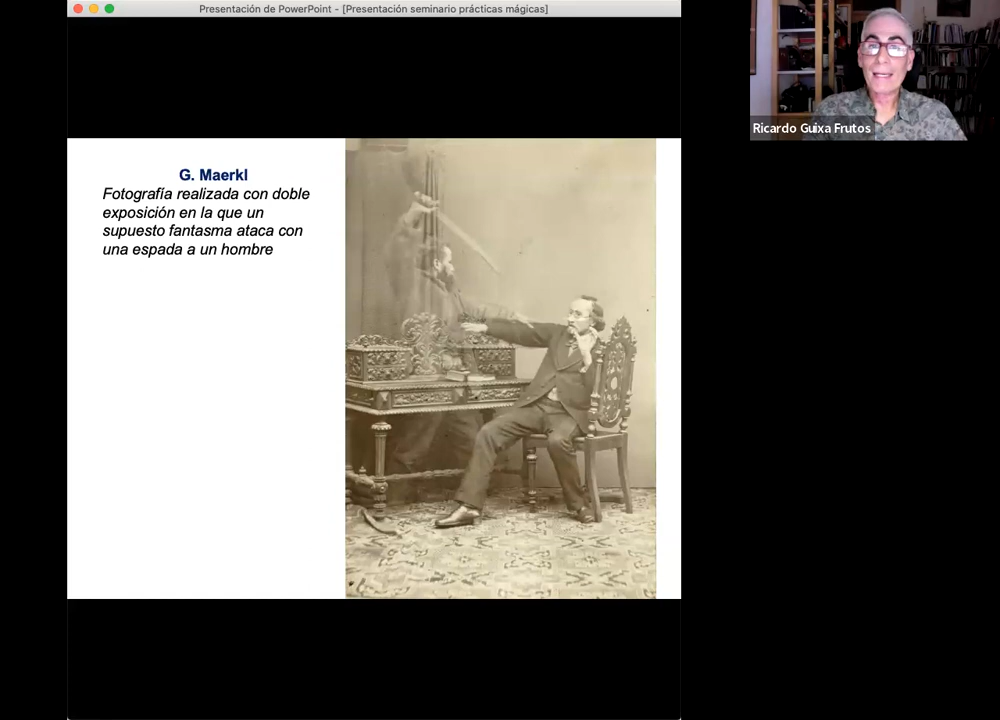 Presentación de PowerPoint - [Presentación seminario prácticas mágicas]
G. Maerkl
Fotografía realizada con doble
exposición en la que un
supuesto fantasma ataca con
una espada a un hombre
Ricardo Guixa Frutos